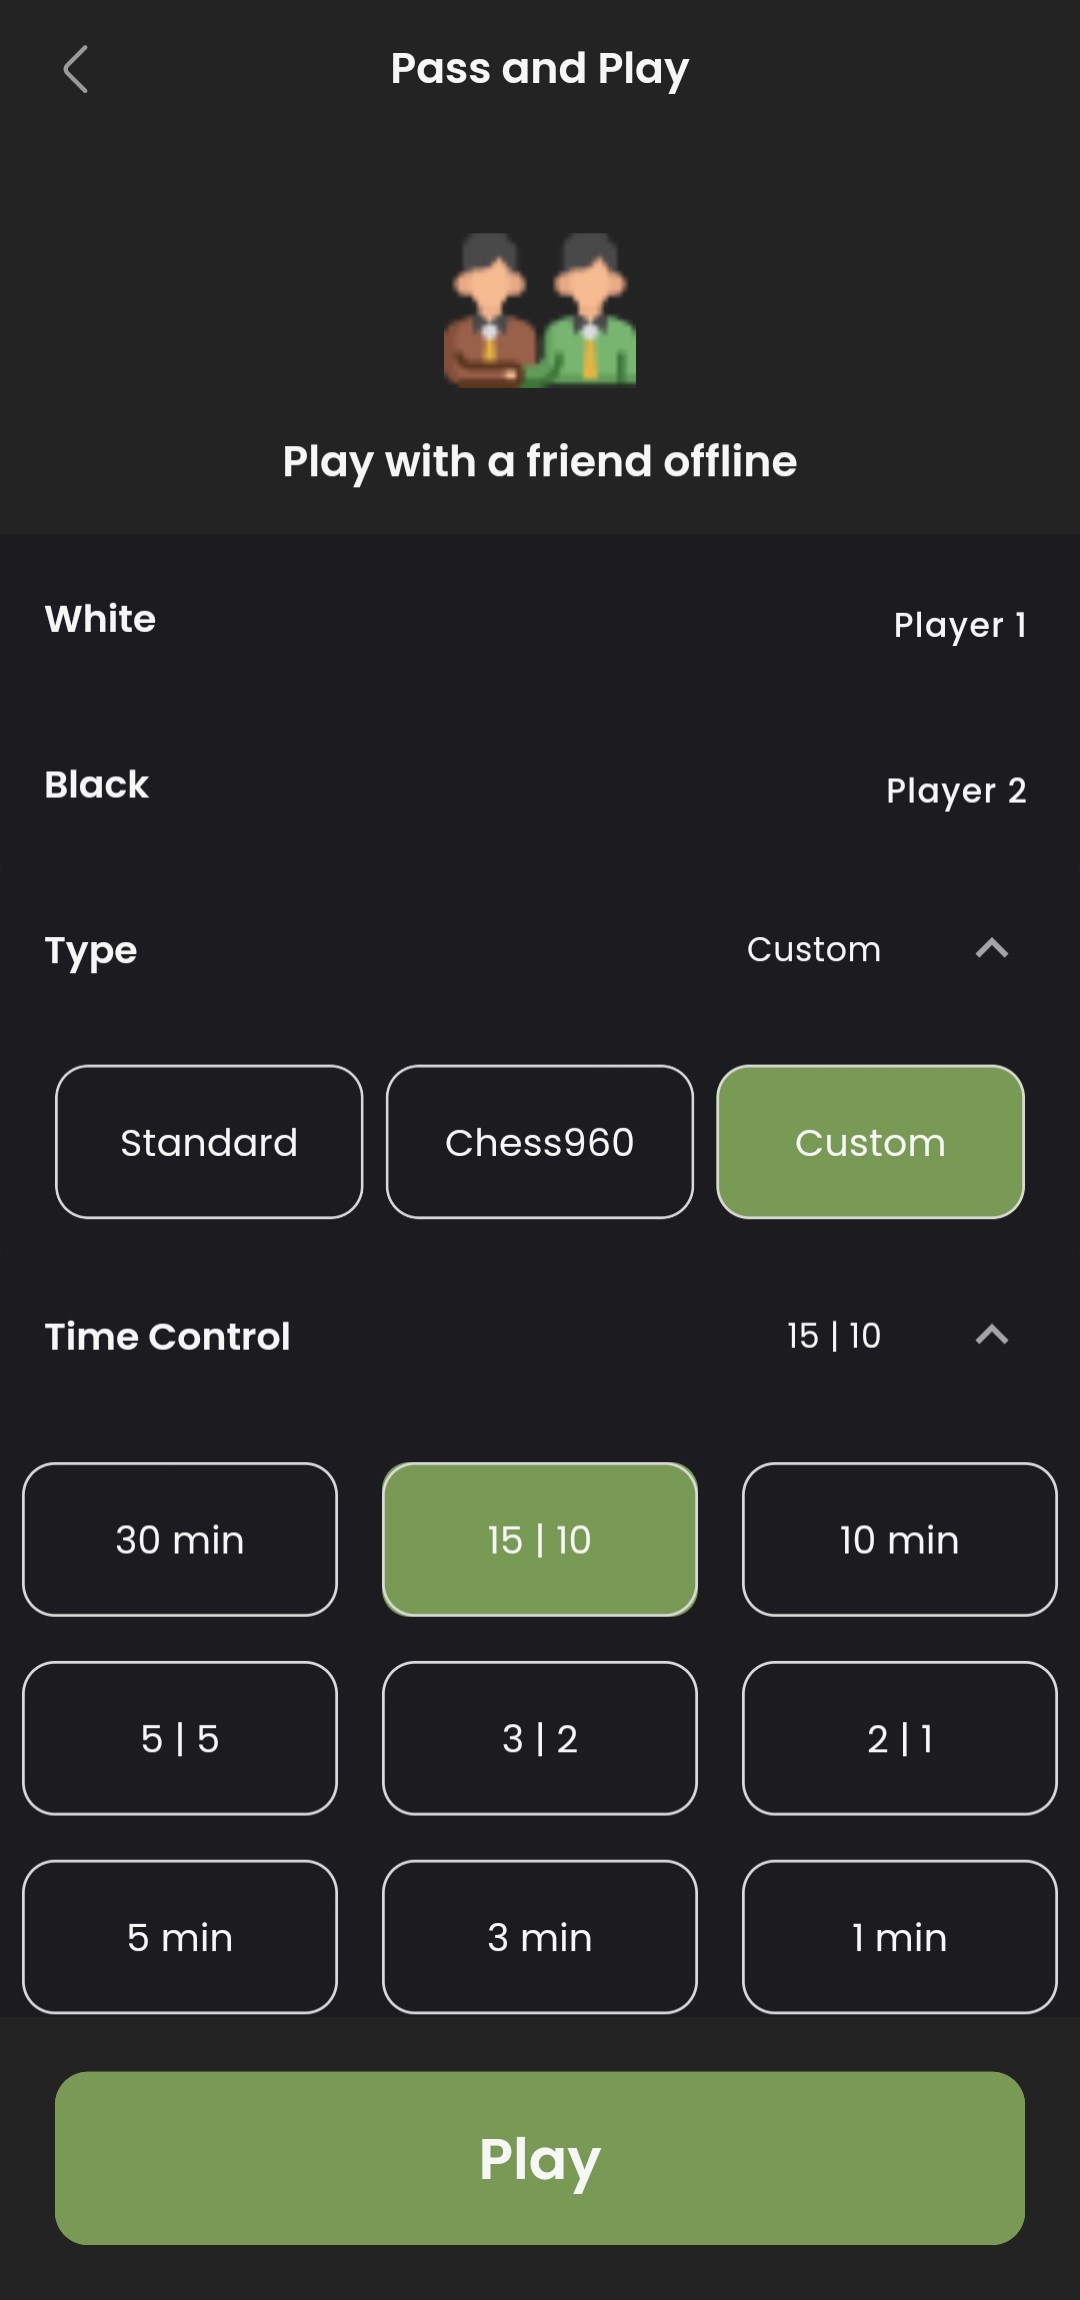 Pass and Play
Play with a friend offline
White Player 1
Black Player 2
Type Custom
Standard Chess960 Custom
Time Control 15 | 10
30 min 15 | 10 10 min
5 | 5 3 | 2 2 | 1
5 min 3 min 1 min
Play